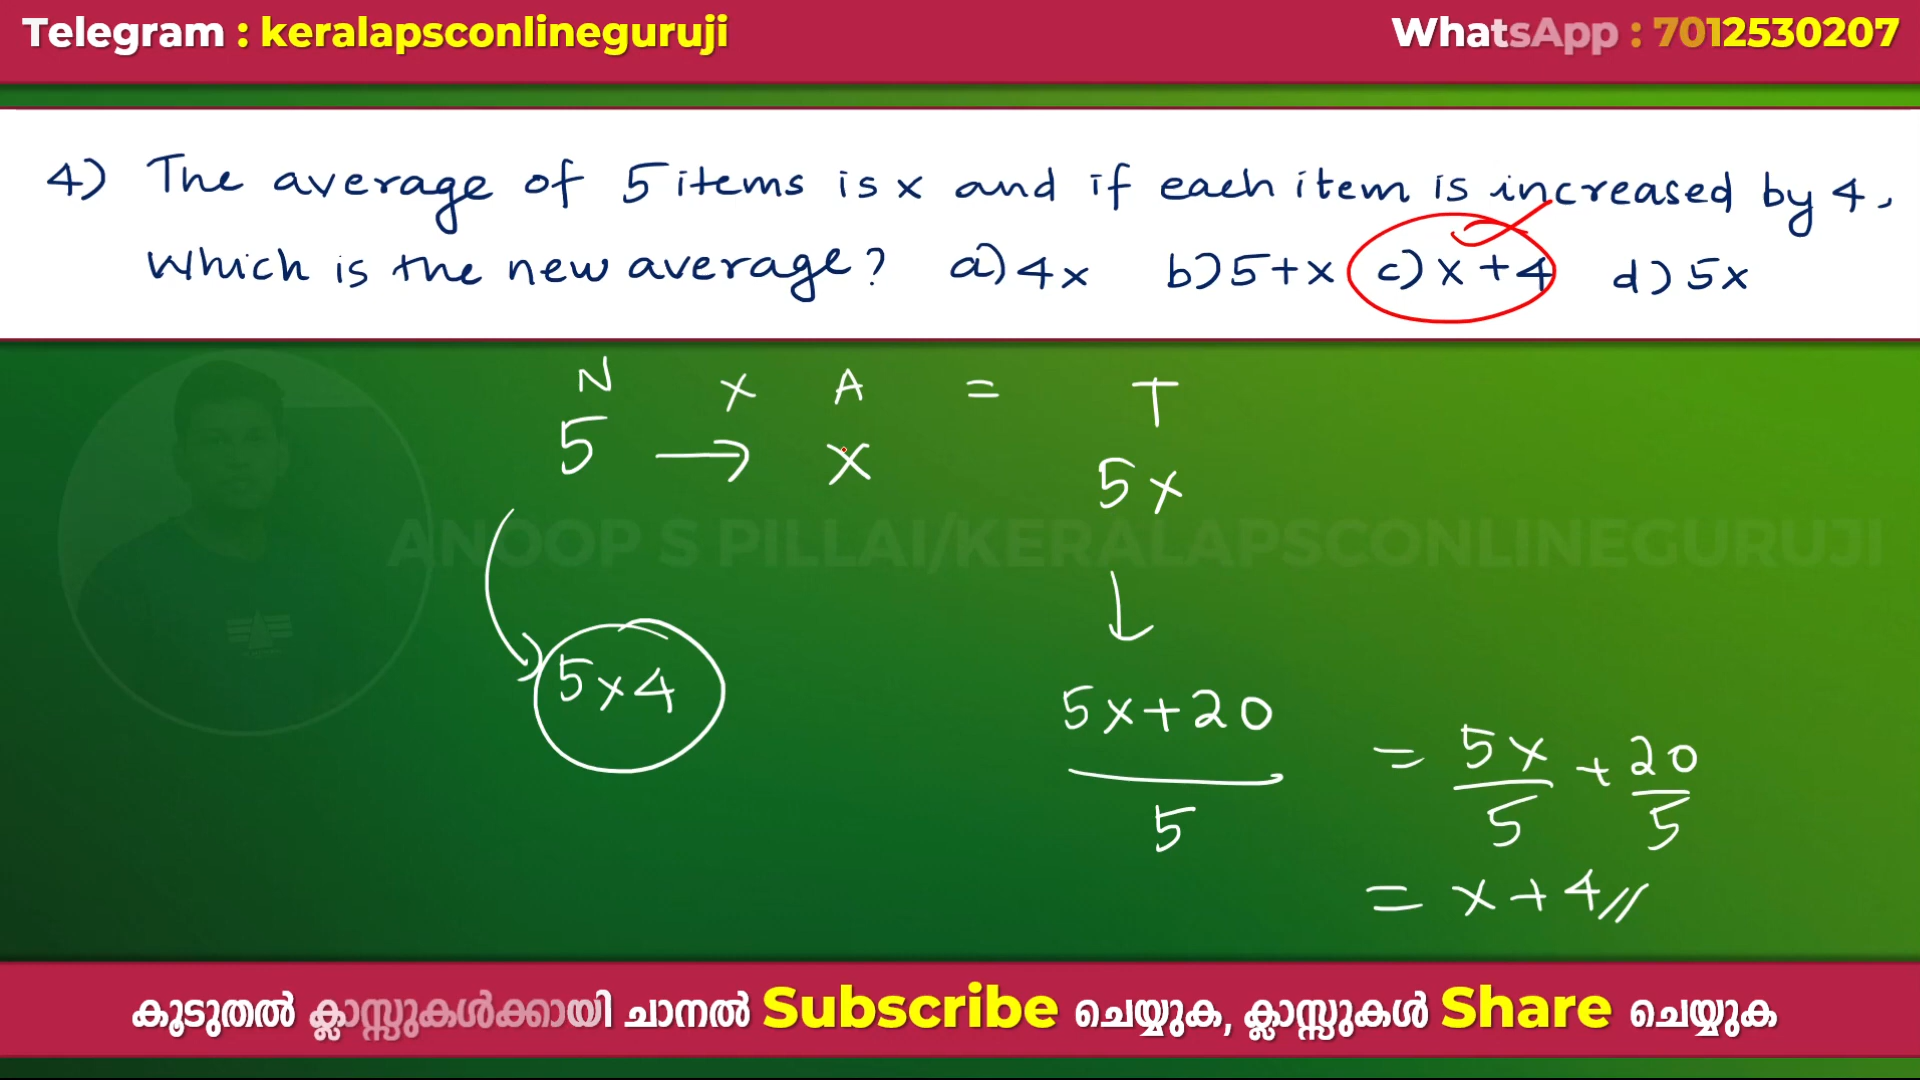 Telegram : keralapsconlineguruji WhatsApp : 7012530207
4) The average of 5 items is x and if each item is increased by 4,
Which is the new average? a) 4x b) 5+x c) x+4 d) 5x
N × A = T
5 → x 5x
ANOOP S PILLAI/KERALAPSCONLINEGURUJI
↓
5x4
5x+20
5
= 5x/5 + 20/5
= x+4//
കൂടുതൽ ക്ലാസ്സുകൾക്കായി ചാനൽ Subscribe ചെയ്യുക, ക്ലാസ്സുകൾ Share ചെയ്യുക